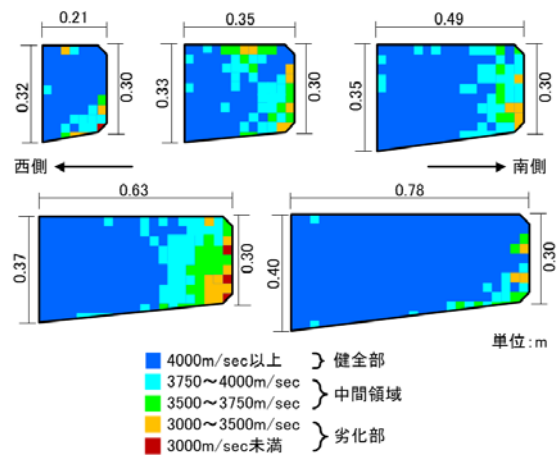 0.21
0.35
0.49
0.32
0.30
0.33
0.30
0.35
0.30
西側
南側
0.63
0.78
0.37
0.30
0.40
0.30
単位:m
4000m/sec以上 健全部
3750～4000m/sec
中間領域
3500～3750m/sec
3000～3500m/sec
劣化部
3000m/sec未満